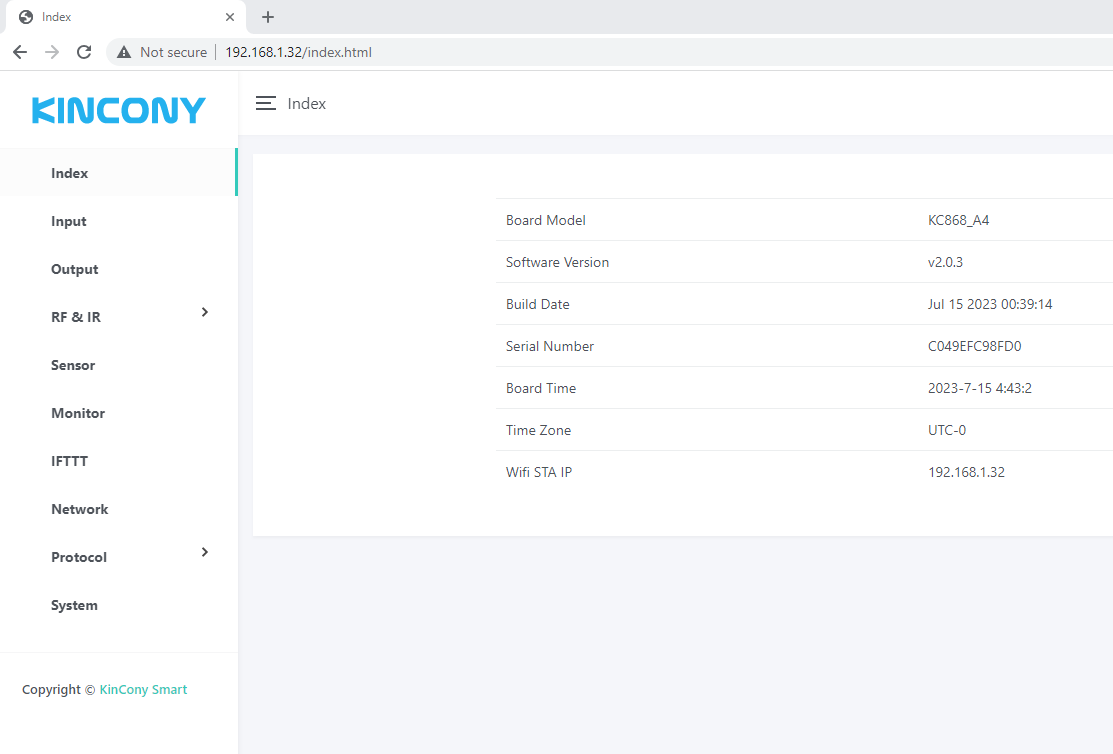 Index
Not secure
192.168.1.32/index.html
KINCONY
Index
Index
Input
Output
RF & IR
Sensor
Monitor
IFTTT
Network
Protocol
System
Copyright © KinCony Smart
Board Model KC868_A4
Software Version v2.0.3
Build Date Jul 15 2023 00:39:14
Serial Number C049EFC98FD0
Board Time 2023-7-15 4:43:2
Time Zone UTC-0
Wifi STA IP 192.168.1.32